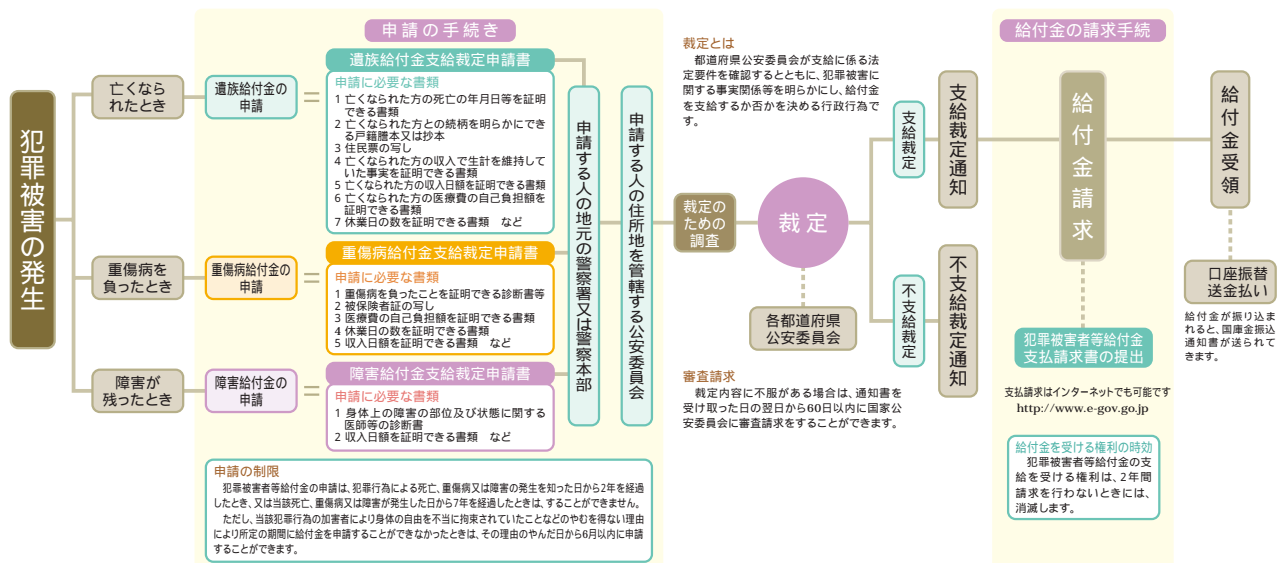 犯罪被害の発生
亡くなら
れたとき
重傷病を
負ったとき
障害が
残ったとき
申請の手続き
遺族給付金の
申請
=
遺族給付金支給裁定申請書
申請に必要な書類
1 亡くなられた方の死亡の年月日等を証明
できる書類
2 亡くなられた方との続柄を明らかにでき
る戸籍謄本又は抄本
3 住民票の写し
4 亡くなられた方の収入で生計を維持して
いた事実を証明できる書類
5 亡くなられた方の収入日額を証明できる書類
6 亡くなられた方の医療費の自己負担額を
証明できる書類
7 休業日の数を証明できる書類 など
重傷病給付金の
申請
=
重傷病給付金支給裁定申請書
申請に必要な書類
1 重傷病を負ったことを証明できる診断書等
2 被保険者証の写し
3 医療費の自己負担額を証明できる書類
4 休業日の数を証明できる書類
5 収入日額を証明できる書類 など
障害給付金の
申請
=
障害給付金支給裁定申請書
申請に必要な書類
1 身体上の障害の部位及び状態に関する
医師等の診断書
2 収入日額を証明できる書類 など
申請する人の地元の警察署又は警察本部
申請する人の住所地を管轄する公安委員会
申請の制限
犯罪被害者等給付金の申請は、犯罪行為による死亡、重傷病又は障害の発生を知った日から2年を経過
したとき、又は当該死亡、重傷病又は障害が発生した日から7年を経過したときは、することができません。
ただし、当該犯罪行為の加害者により身体の自由を不当に拘束されていたことなどのやむを得ない理由
により所定の期間に給付金を申請することができなかったときは、その理由のやんだ日から6月以内に申請
することができます。
裁定とは
都道府県公安委員会が支給に係る法
定要件を確認するとともに、犯罪被害に
関する事実関係等を明らかにし、給付金
を支給するか否かを決める行政行為で
す。
裁定の
ための
調査
裁定
各都道府県
公安委員会
審査請求
裁定内容に不服がある場合は、通知書を
受け取った日の翌日から60日以内に国家公
安委員会に審査請求をすることができます。
支給裁定
支給裁定通知
不支給裁定
不支給裁定通知
給付金の請求手続
給付金請求
犯罪被害者等給付金
支払請求書の提出
支払請求はインターネットでも可能です
http://www.e-gov.go.jp
給付金を受ける権利の時効
犯罪被害者等給付金の支
給を受ける権利は、2年間
請求を行わないときには、
消滅します。
給付金受領
口座振替
送金払い
給付金が振り込ま
れると、国庫金振込
通知書が送られて
きます。